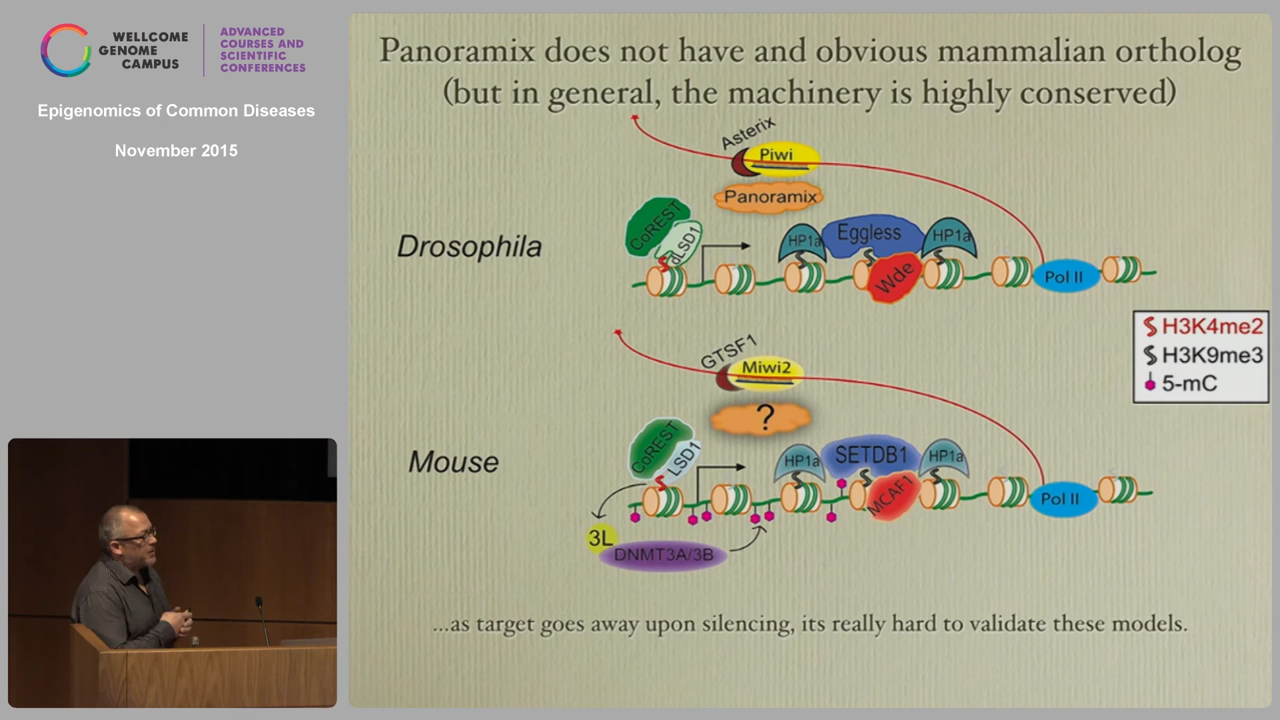 WELLCOME
GENOME
CAMPUS
ADVANCED
COURSES AND
SCIENTIFIC
CONFERENCES
Epigenomics of Common Diseases
November 2015
Panoramix does not have and obvious mammalian ortholog
(but in general, the machinery is highly conserved)
Asterix
Piwi
Panoramix
CoREST
dLSD1
HP1a
Eggless
HP1a
Wde
Pol II
Drosophila
H3K4me2
H3K9me3
5-mC
GTSF1
Miwi2
?
CoREST
LSD1
HP1a
SETDB1
HP1a
MCAF1
Pol II
Mouse
3L
DNMT3A/3B
...as target goes away upon silencing, its really hard to validate these models.